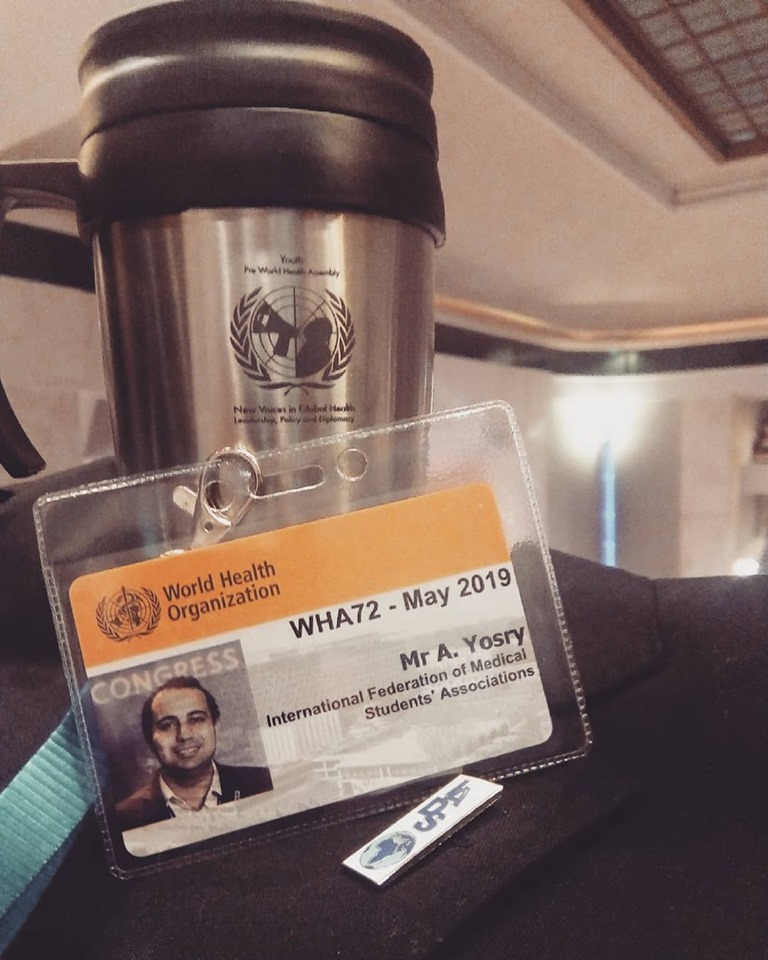 Youth
Pre World Health Assembly
New Voices in Global Health
Leadership, Policy and Diplomacy
World Health
Organization
WHA72 - May 2019
Mr A. Yosry
International Federation of Medical
Students' Associations
CONGRESS